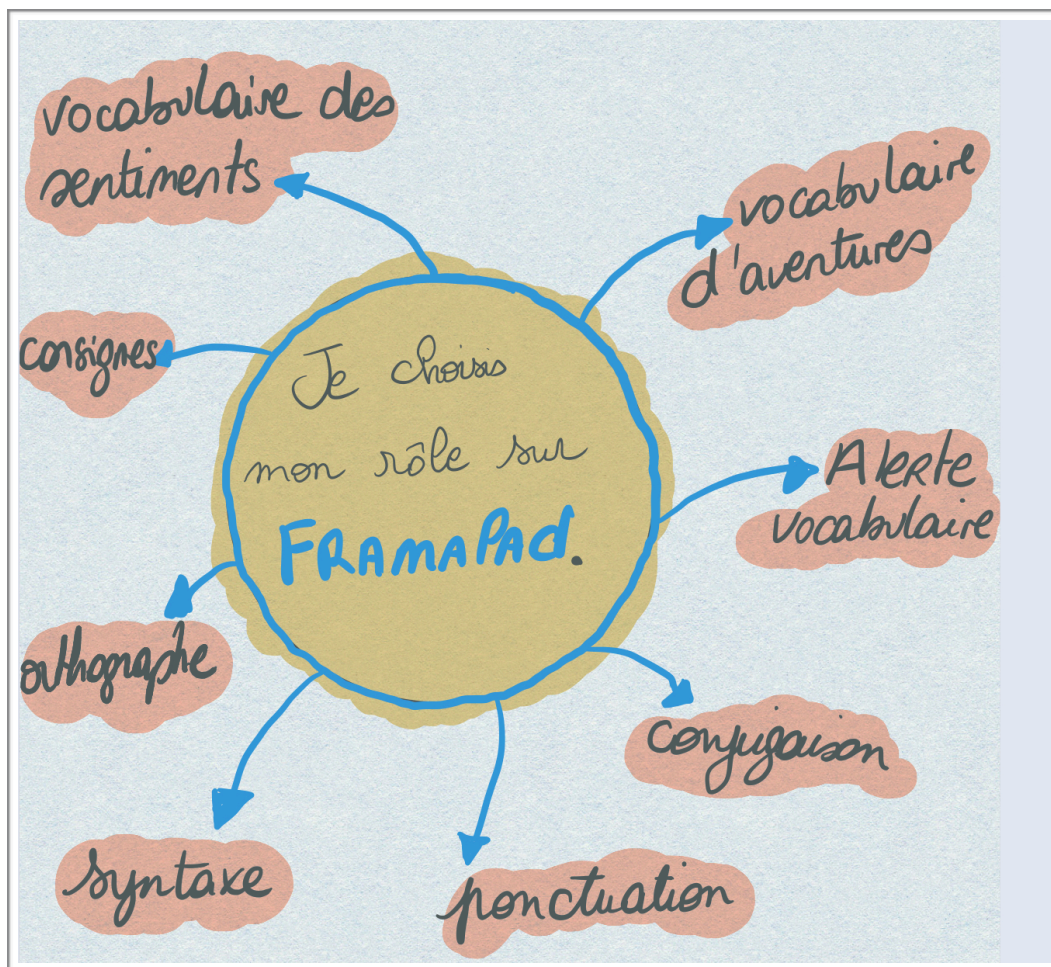 vocabulaire des
sentiments
vocabulaire
d'aventures
consignes
Je choisis
mon rôle sur
FRAMAPAd.
Alerte
vocabulaire
orthographe
conjugaison
syntaxe
ponctuation